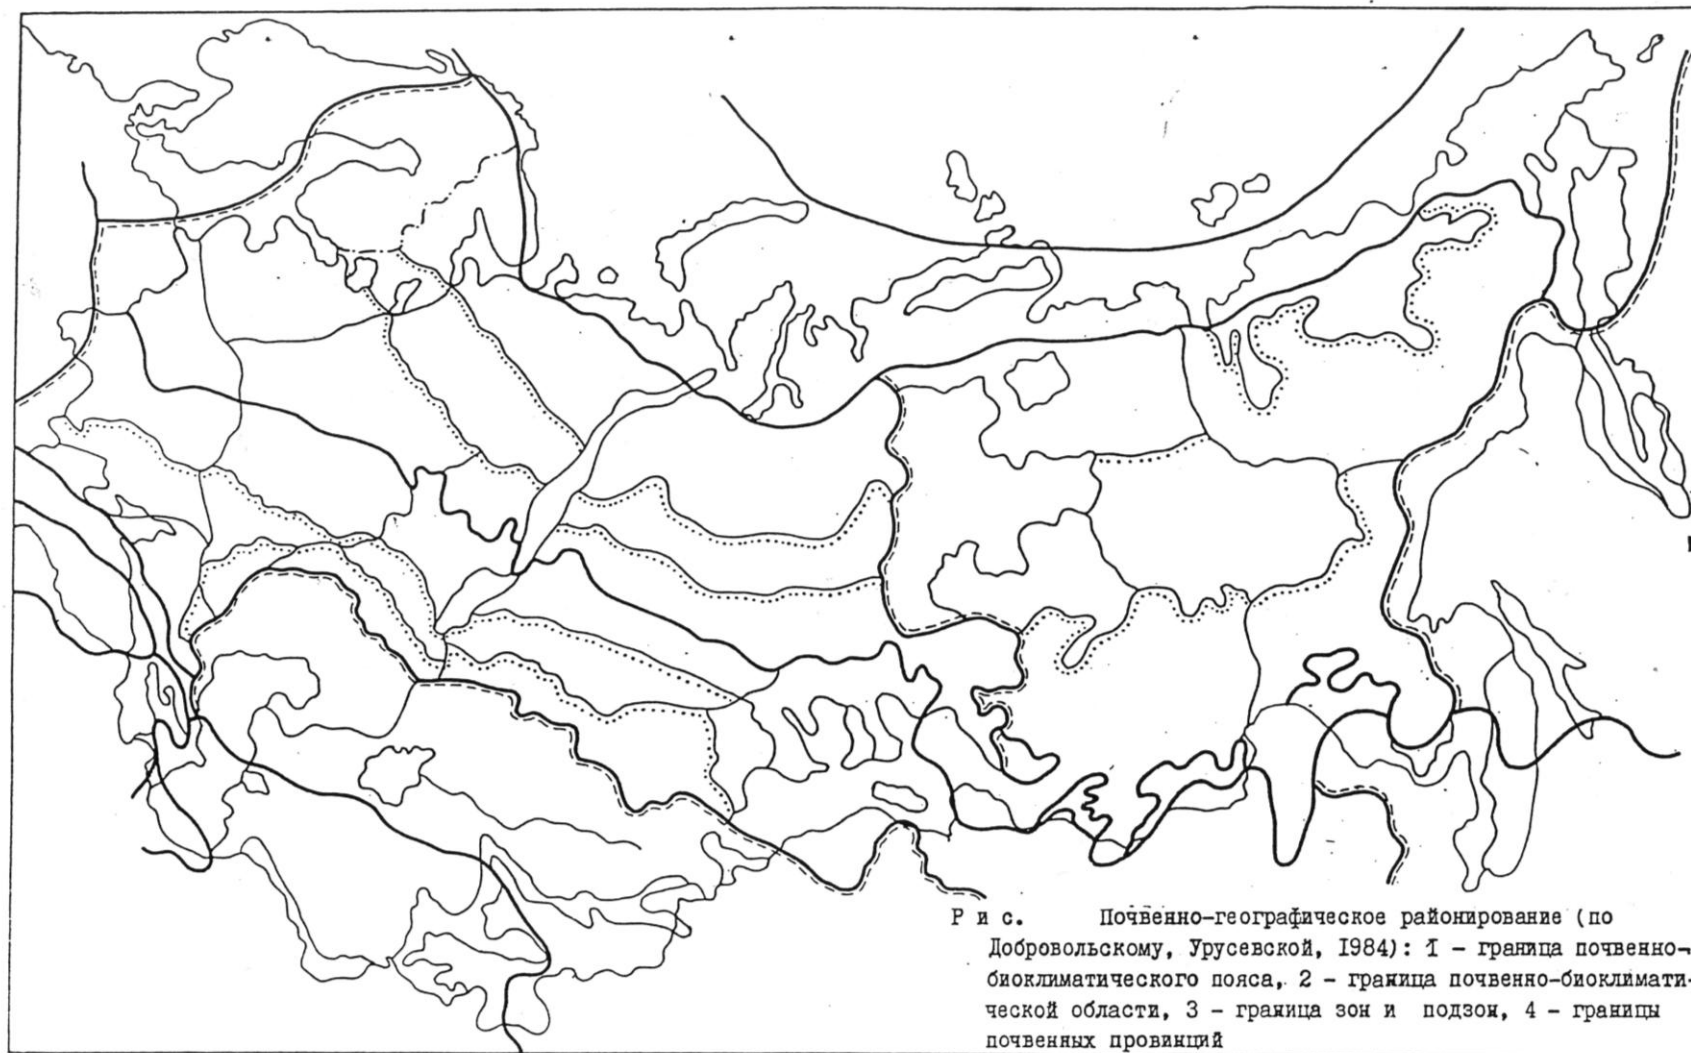 Р и с. Почвенно-географическое районирование (по
Добровольскому, Урусевской, 1984): 1 – граница почвенно-
биоклиматического пояса, 2 – граница почвенно-биоклимати-
ческой области, 3 – граница зон и подзон, 4 – границы
почвенных провинций